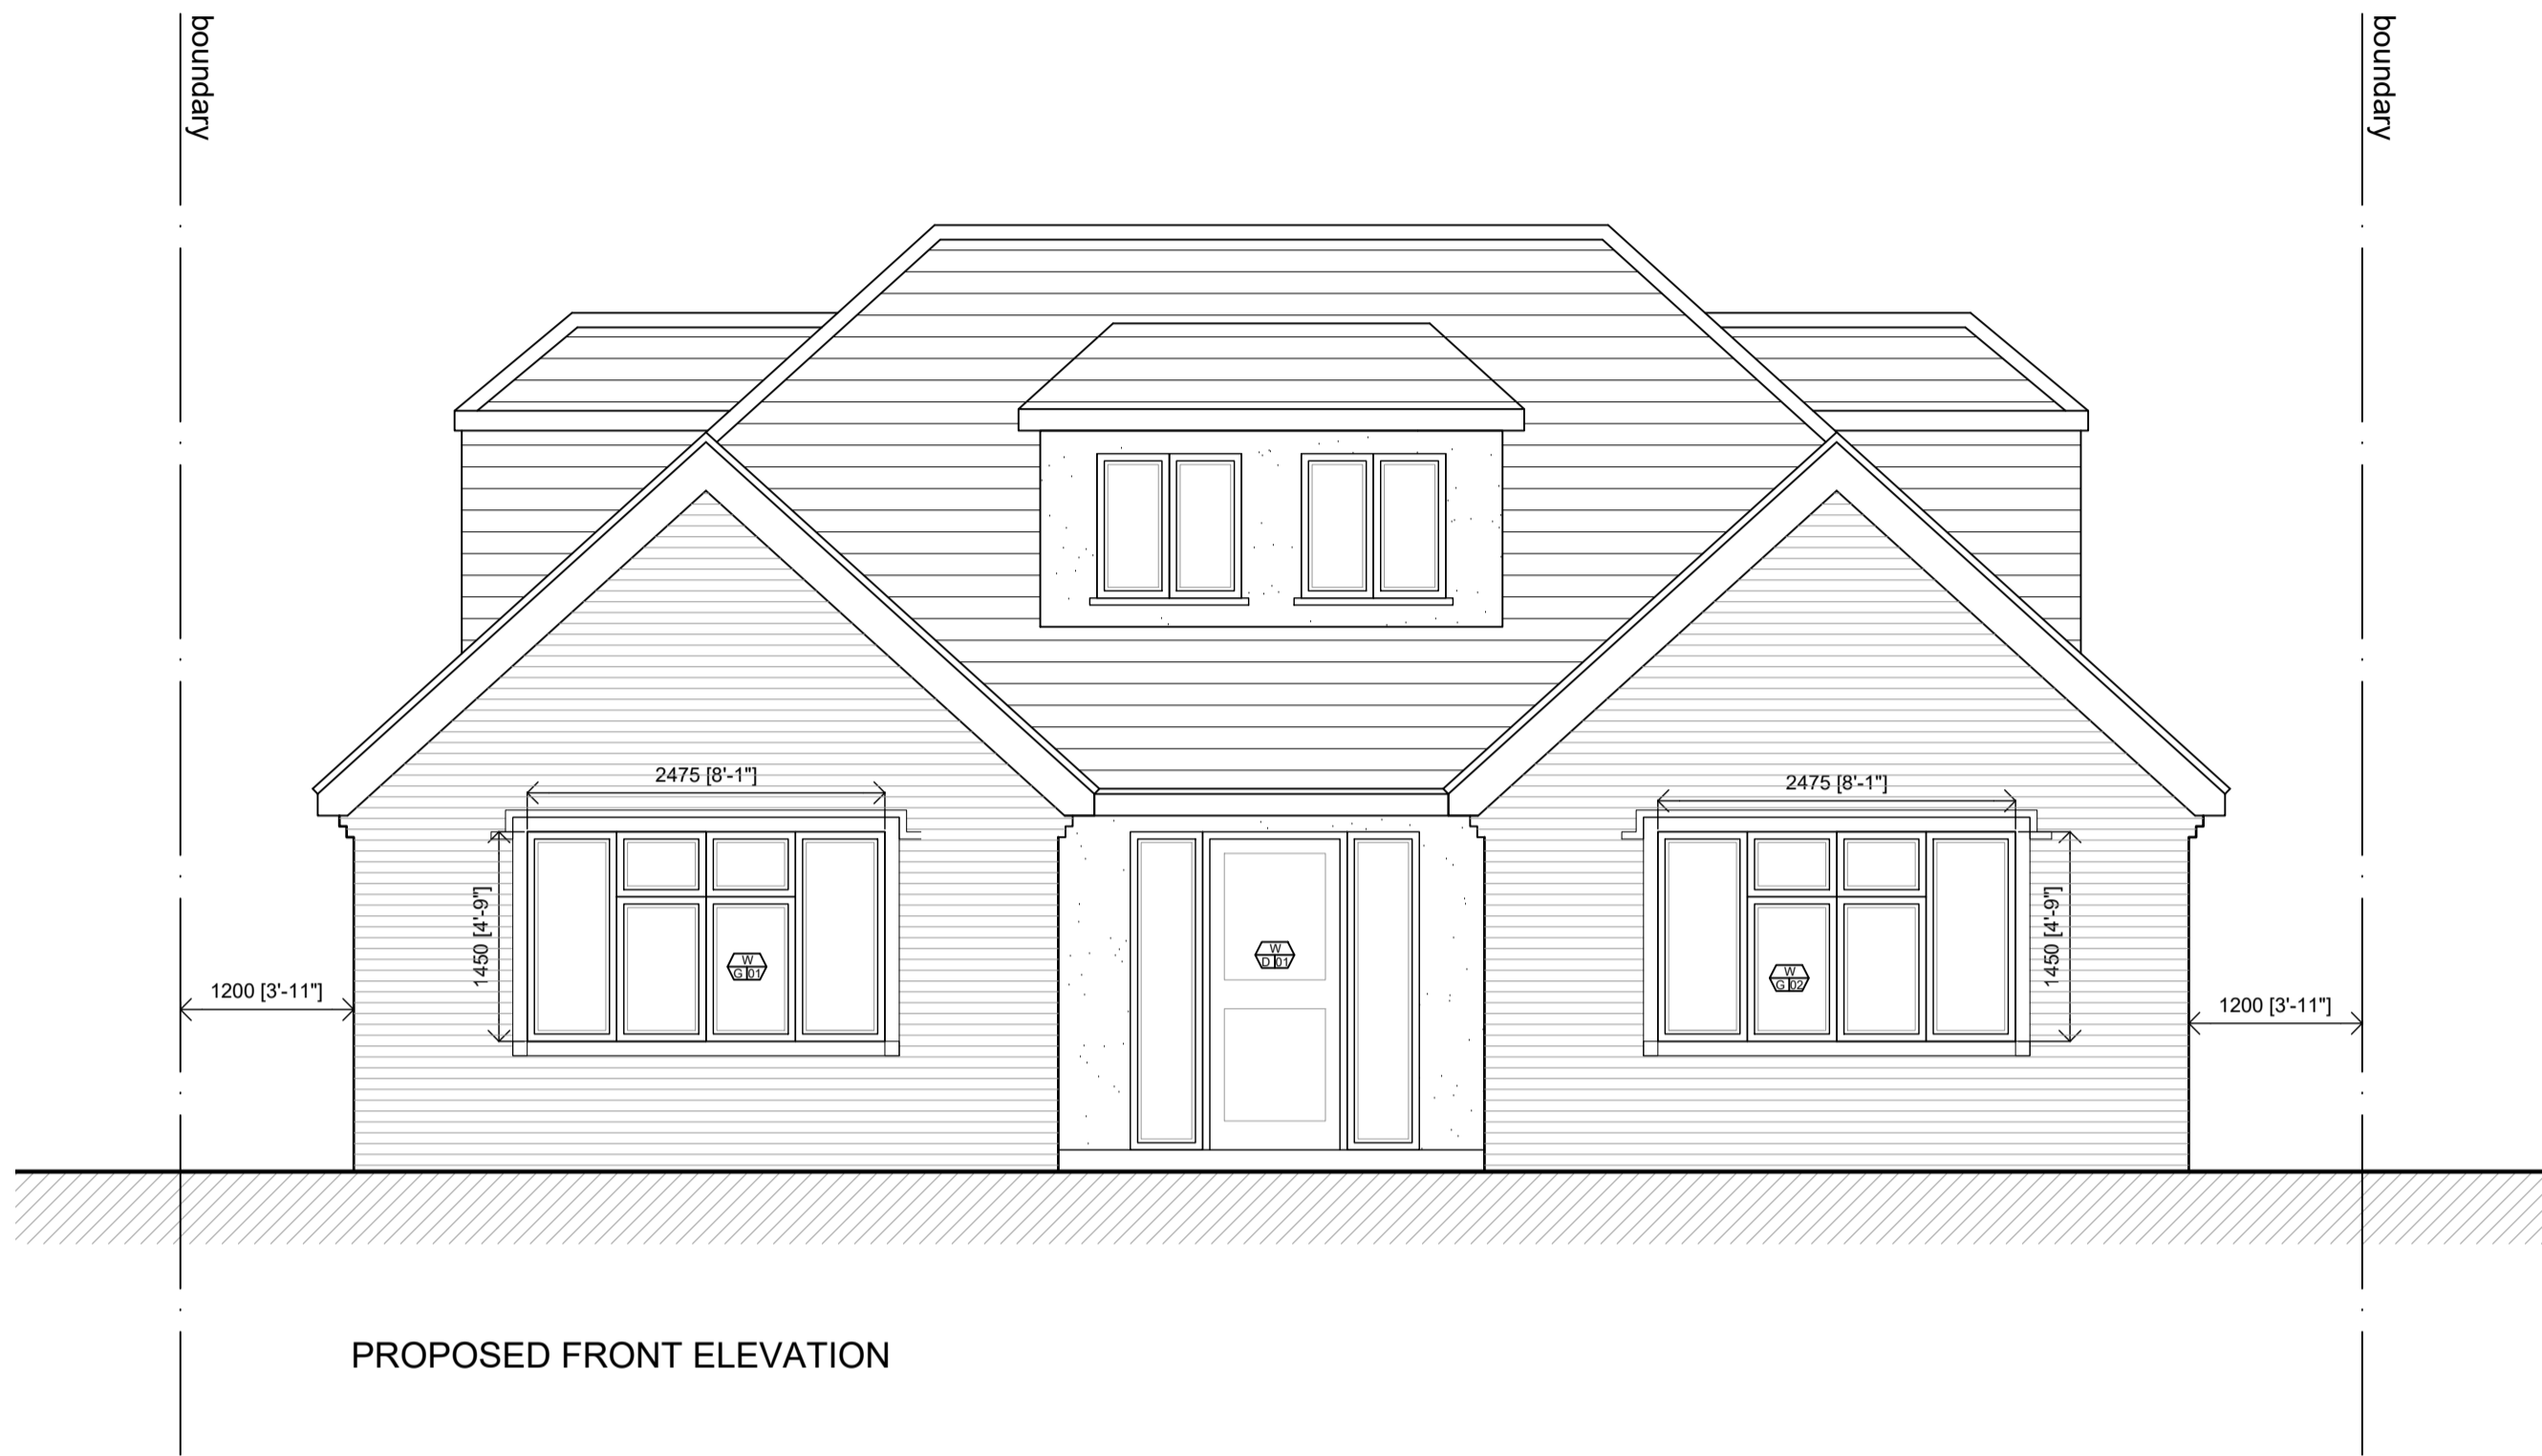 boundary
boundary
2475 [8'-1"]
2475 [8'-1"]
1450 [4'-9"]
1450 [4'-9"]
W
G 01
W
D 01
W
G 02
1200 [3'-11"]
1200 [3'-11"]
PROPOSED FRONT ELEVATION